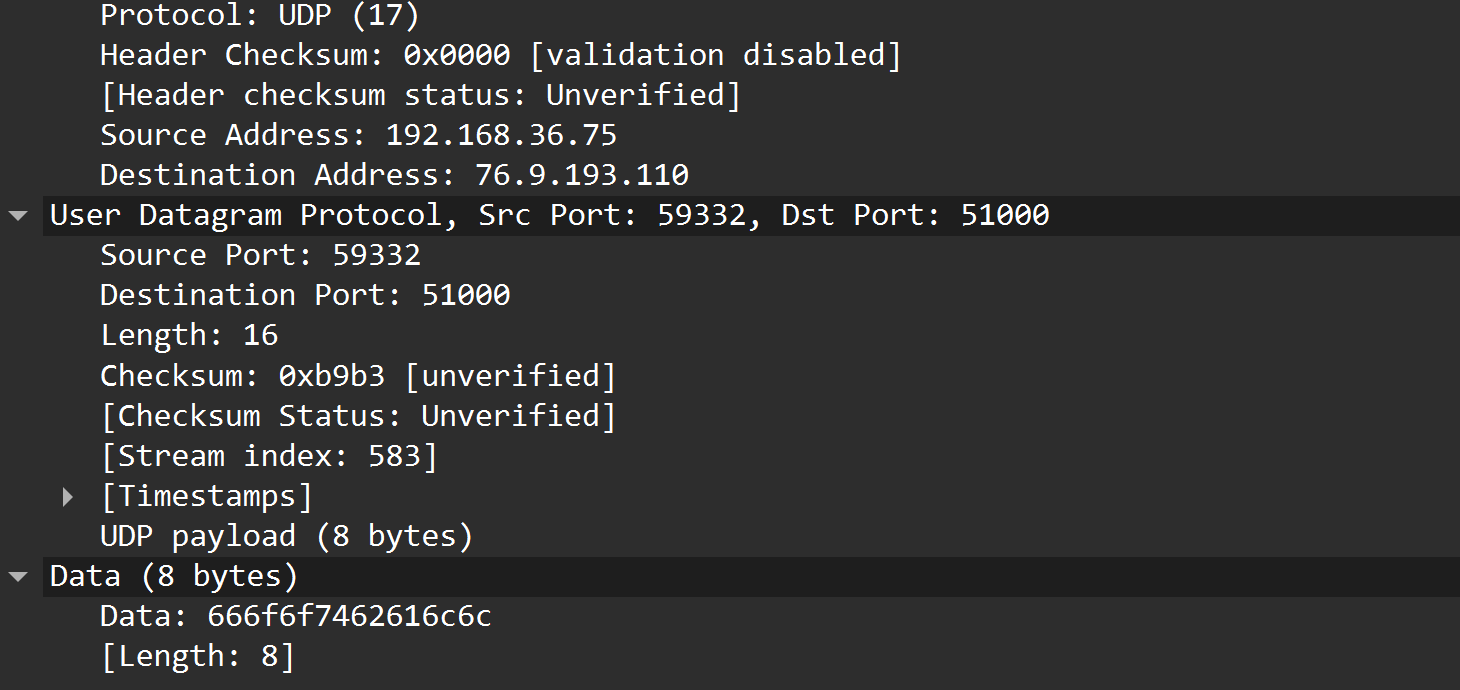 Protocol: UDP (17)
Header Checksum: 0x0000 [validation disabled]
[Header checksum status: Unverified]
Source Address: 192.168.36.75
Destination Address: 76.9.193.110
User Datagram Protocol, Src Port: 59332, Dst Port: 51000
Source Port: 59332
Destination Port: 51000
Length: 16
Checksum: 0xb9b3 [unverified]
[Checksum Status: Unverified]
[Stream index: 583]
[Timestamps]
UDP payload (8 bytes)
Data (8 bytes)
Data: 666f6f7462616c6c
[Length: 8]